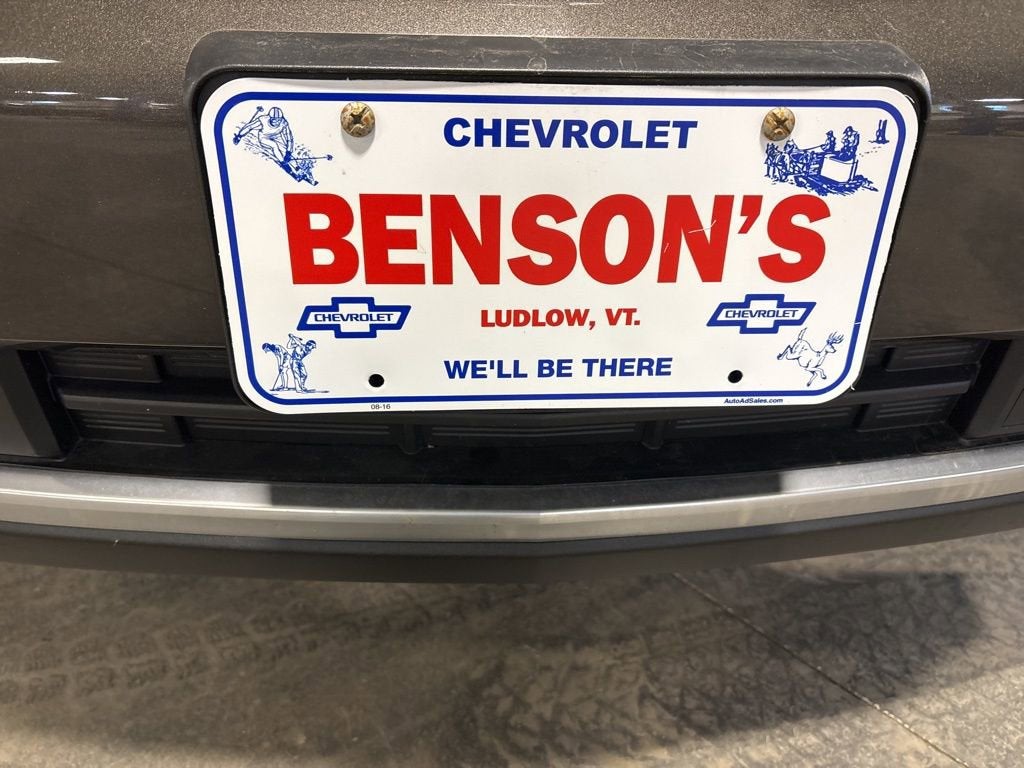 CHEVROLET
BENSON'S
CHEVROLET
LUDLOW, VT.
CHEVROLET
WE'LL BE THERE
08-16
AutoAdSales.com